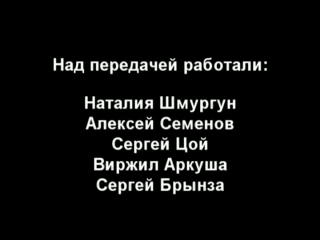 Над передачей работали:
Наталия Шмургун
Алексей Семенов
Сергей Цой
Виржил Аркуша
Сергей Брынза